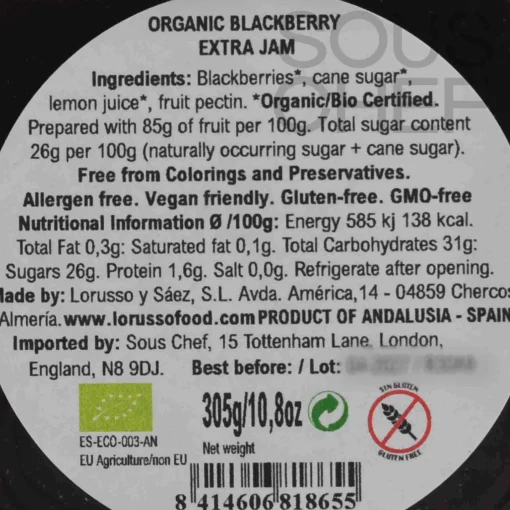 SOUS
CHEF
ORGANIC BLACKBERRY
EXTRA JAM
Ingredients: Blackberries*, cane sugar*,
lemon juice*, fruit pectin. *Organic/Bio Certified.
Prepared with 85g of fruit per 100g. Total sugar content
26g per 100g (naturally occurring sugar + cane sugar).
Free from Colorings and Preservatives.
Allergen free. Vegan friendly. Gluten-free. GMO-free
Nutritional Information Ø /100g: Energy 585 kj 138 kcal.
Total Fat 0,3g: Saturated fat 0,1g. Total Carbohydrates 31g:
Sugars 26g. Protein 1,6g. Salt 0,0g. Refrigerate after opening.
Made by: Lorusso y Sáez, S.L. Avda. América,14 - 04859 Chercos
Almería. www.lorussofood.com PRODUCT OF ANDALUSIA - SPAIN
Imported by: Sous Chef, 15 Tottenham Lane, London,
England, N8 9DJ. Best before: / Lot:
SIN GLUTEN
305g/10,8oz
GLUTEN FREE
ES-ECO-003-AN
Net weight
EU Agriculture/non EU
8 414606 818655